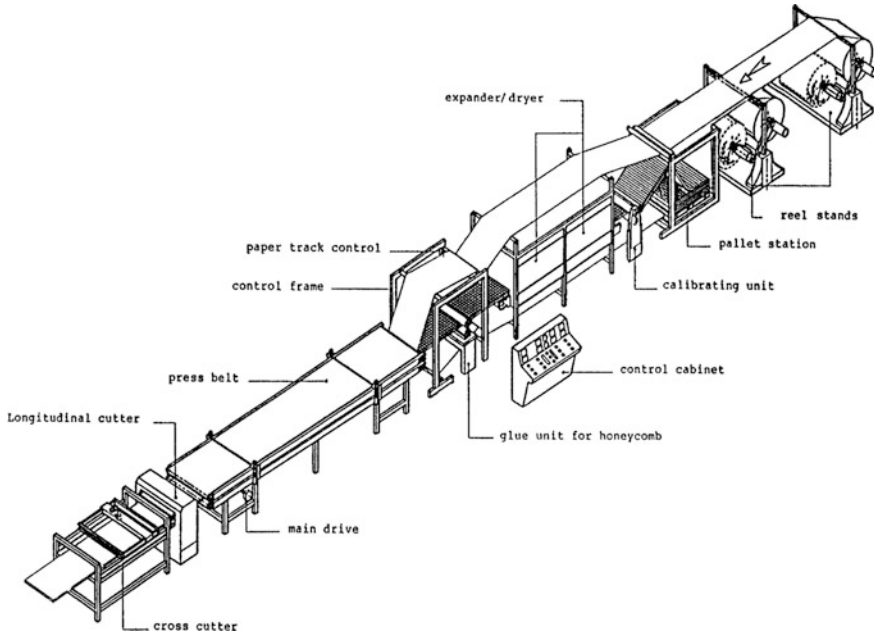 expander/dryer
reel stands
pallet station
paper track control
control frame
calibrating unit
press belt
control cabinet
Longitudinal cutter
glue unit for honeycomb
main drive
cross cutter